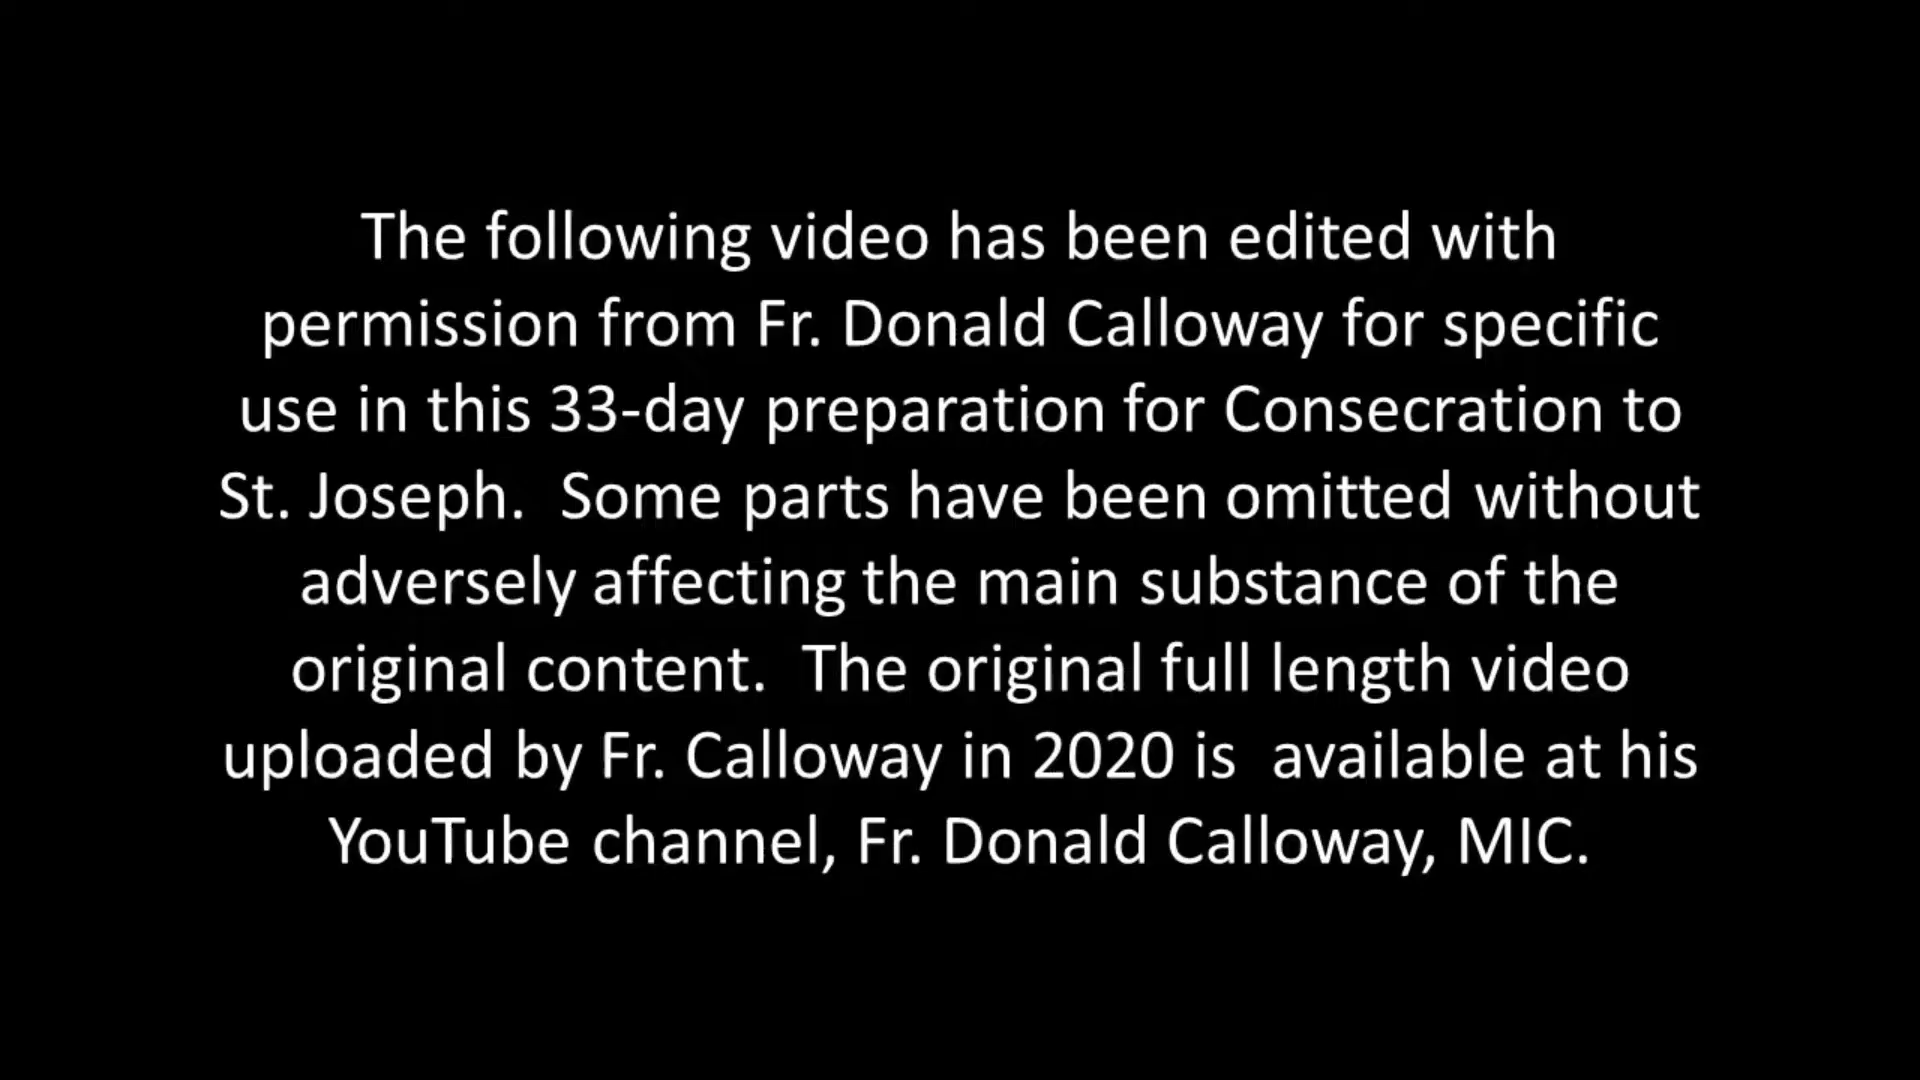 The following video has been edited with
permission from Fr. Donald Calloway for specific
use in this 33-day preparation for Consecration to
St. Joseph.  Some parts have been omitted without
adversely affecting the main substance of the
original content.  The original full length video
uploaded by Fr. Calloway in 2020 is  available at his
YouTube channel, Fr. Donald Calloway, MIC.